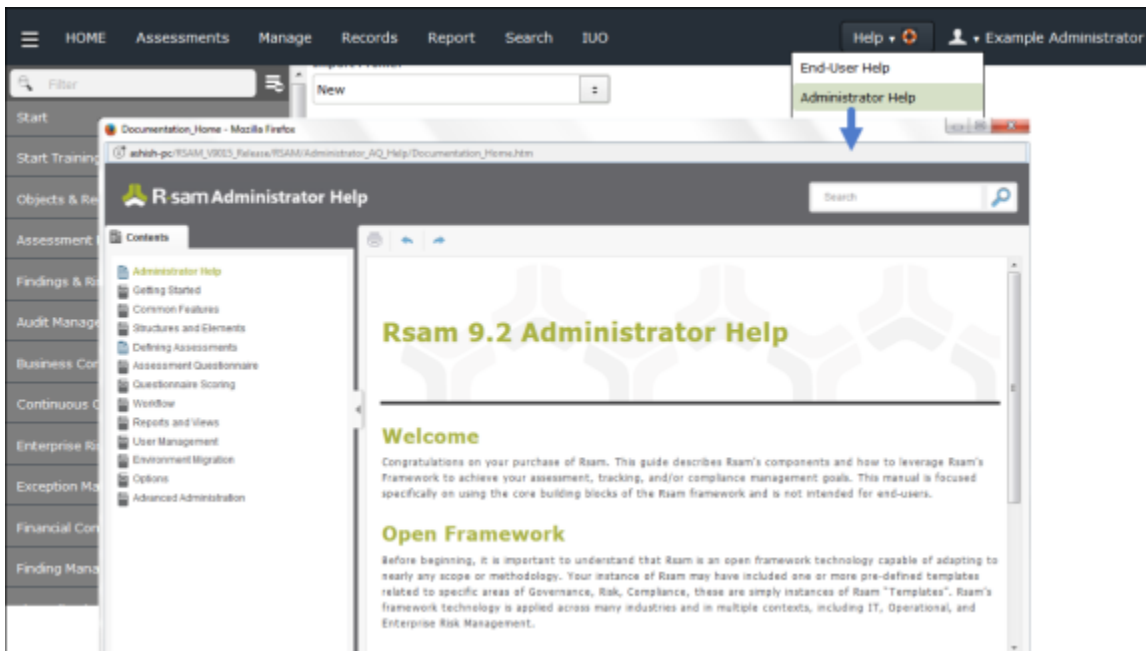 HOME Assessments Manage Records Report Search IUO Help Example Administrator
End-User Help
Administrator Help
Filter
New
Start
Start Training
Objects & Re
Assessment
Findings & Ri
Audit Manage
Business Con
Continuous C
Enterprise Ri
Exception Ma
Financial Con
Finding Mana
Documentation_Home - Mozilla Firefox
ashish-pc/RSAM_V9015_Release/RSAM/Administrator_AQ_Help/Documentation_Home.htm
Rsam Administrator Help
Search
Contents
Administrator Help
Getting Started
Common Features
Structures and Elements
Defining Assessments
Assessment Questionnaire
Questionnaire Scoring
Workflow
Reports and Views
User Management
Environment Migration
Options
Advanced Administration
Rsam 9.2 Administrator Help
Welcome
Congratulations on your purchase of Rsam. This guide describes Rsam's components and how to leverage Rsam's
Framework to achieve your assessment, tracking, and/or compliance management goals. This manual is focused
specifically on using the core building blocks of the Rsam framework and is not intended for end-users.
Open Framework
Before beginning, it is important to understand that Rsam is an open framework technology capable of adapting to
nearly any scope or methodology. Your instance of Rsam may have included one or more pre-defined templates
related to specific areas of Governance, Risk, Compliance, these are simply instances of Rsam "Templates". Rsam's
framework technology is applied across many industries and in multiple contexts, including IT, Operational, and
Enterprise Risk Management.